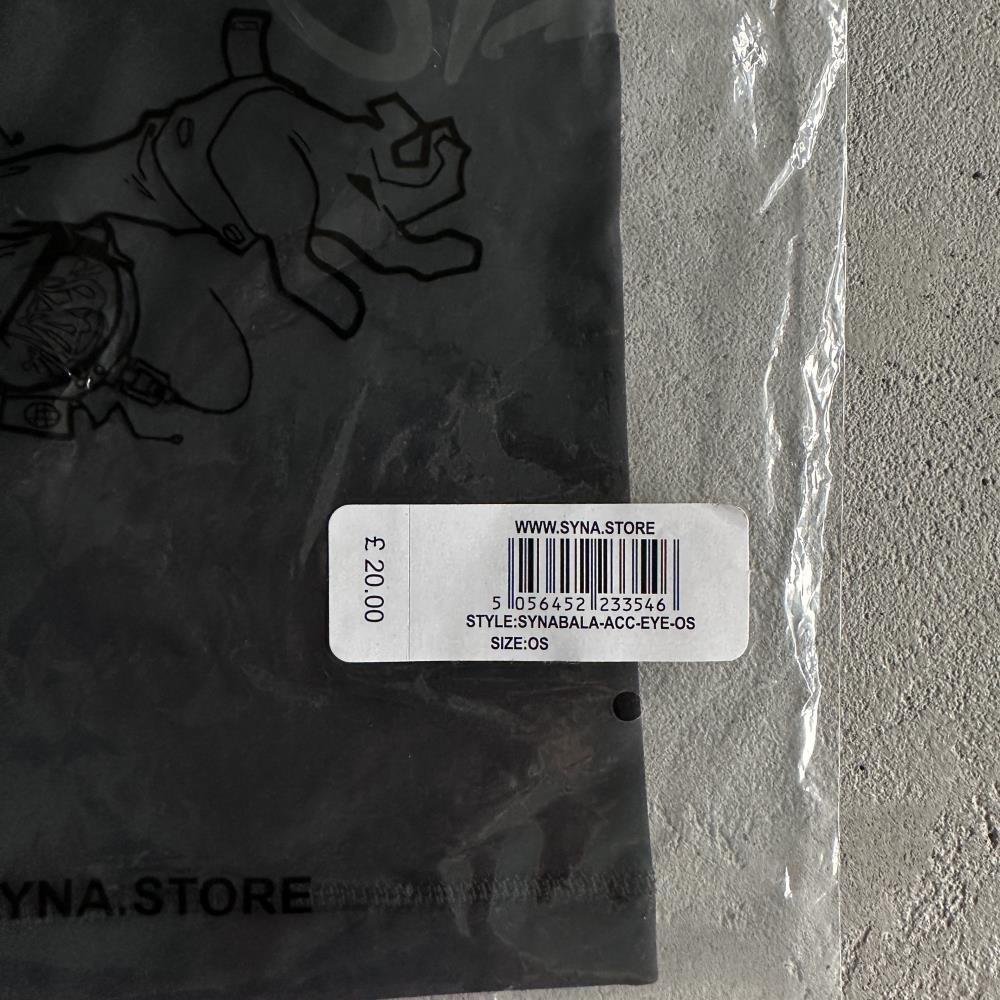 WWW.SYNA.STORE
£ 20.00
5 056452 233546
STYLE:SYNABALA-ACC-EYE-OS
SIZE:OS
YNA.STORE